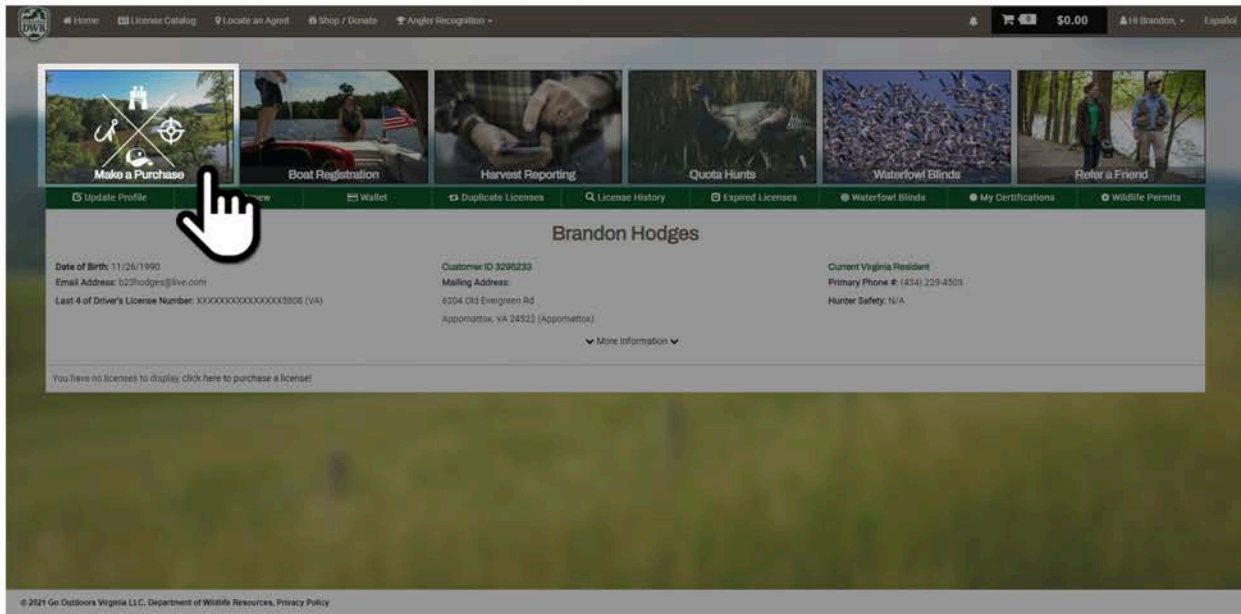 DWR
Home License Catalog Locate an Agent Shop / Donate Angler Recognition $0.00 Hi Brandon, Español
Make a Purchase Boat Registration Harvest Reporting Quota Hunts Waterfowl Blinds Refer a Friend
Update Profile Wallet Duplicate Licenses License History Expired Licenses Waterfowl Blinds My Certifications Wildlife Permits
Brandon Hodges
Date of Birth: 11/26/1990 Customer ID 3295233 Current Virginia Resident
Email Address: b23hodges@live.com Mailing Address: Primary Phone #: (434) 229-4503
Last 4 of Driver's License Number: (VA) 6204 Old Evergreen Rd Hunter Safety: N/A
Appomattox, VA 24522 (Appomattox)
More Information
You have no licenses to display, click here to purchase a license!
© 2021 Go Outdoors Virginia LLC, Department of Wildlife Resources, Privacy Policy